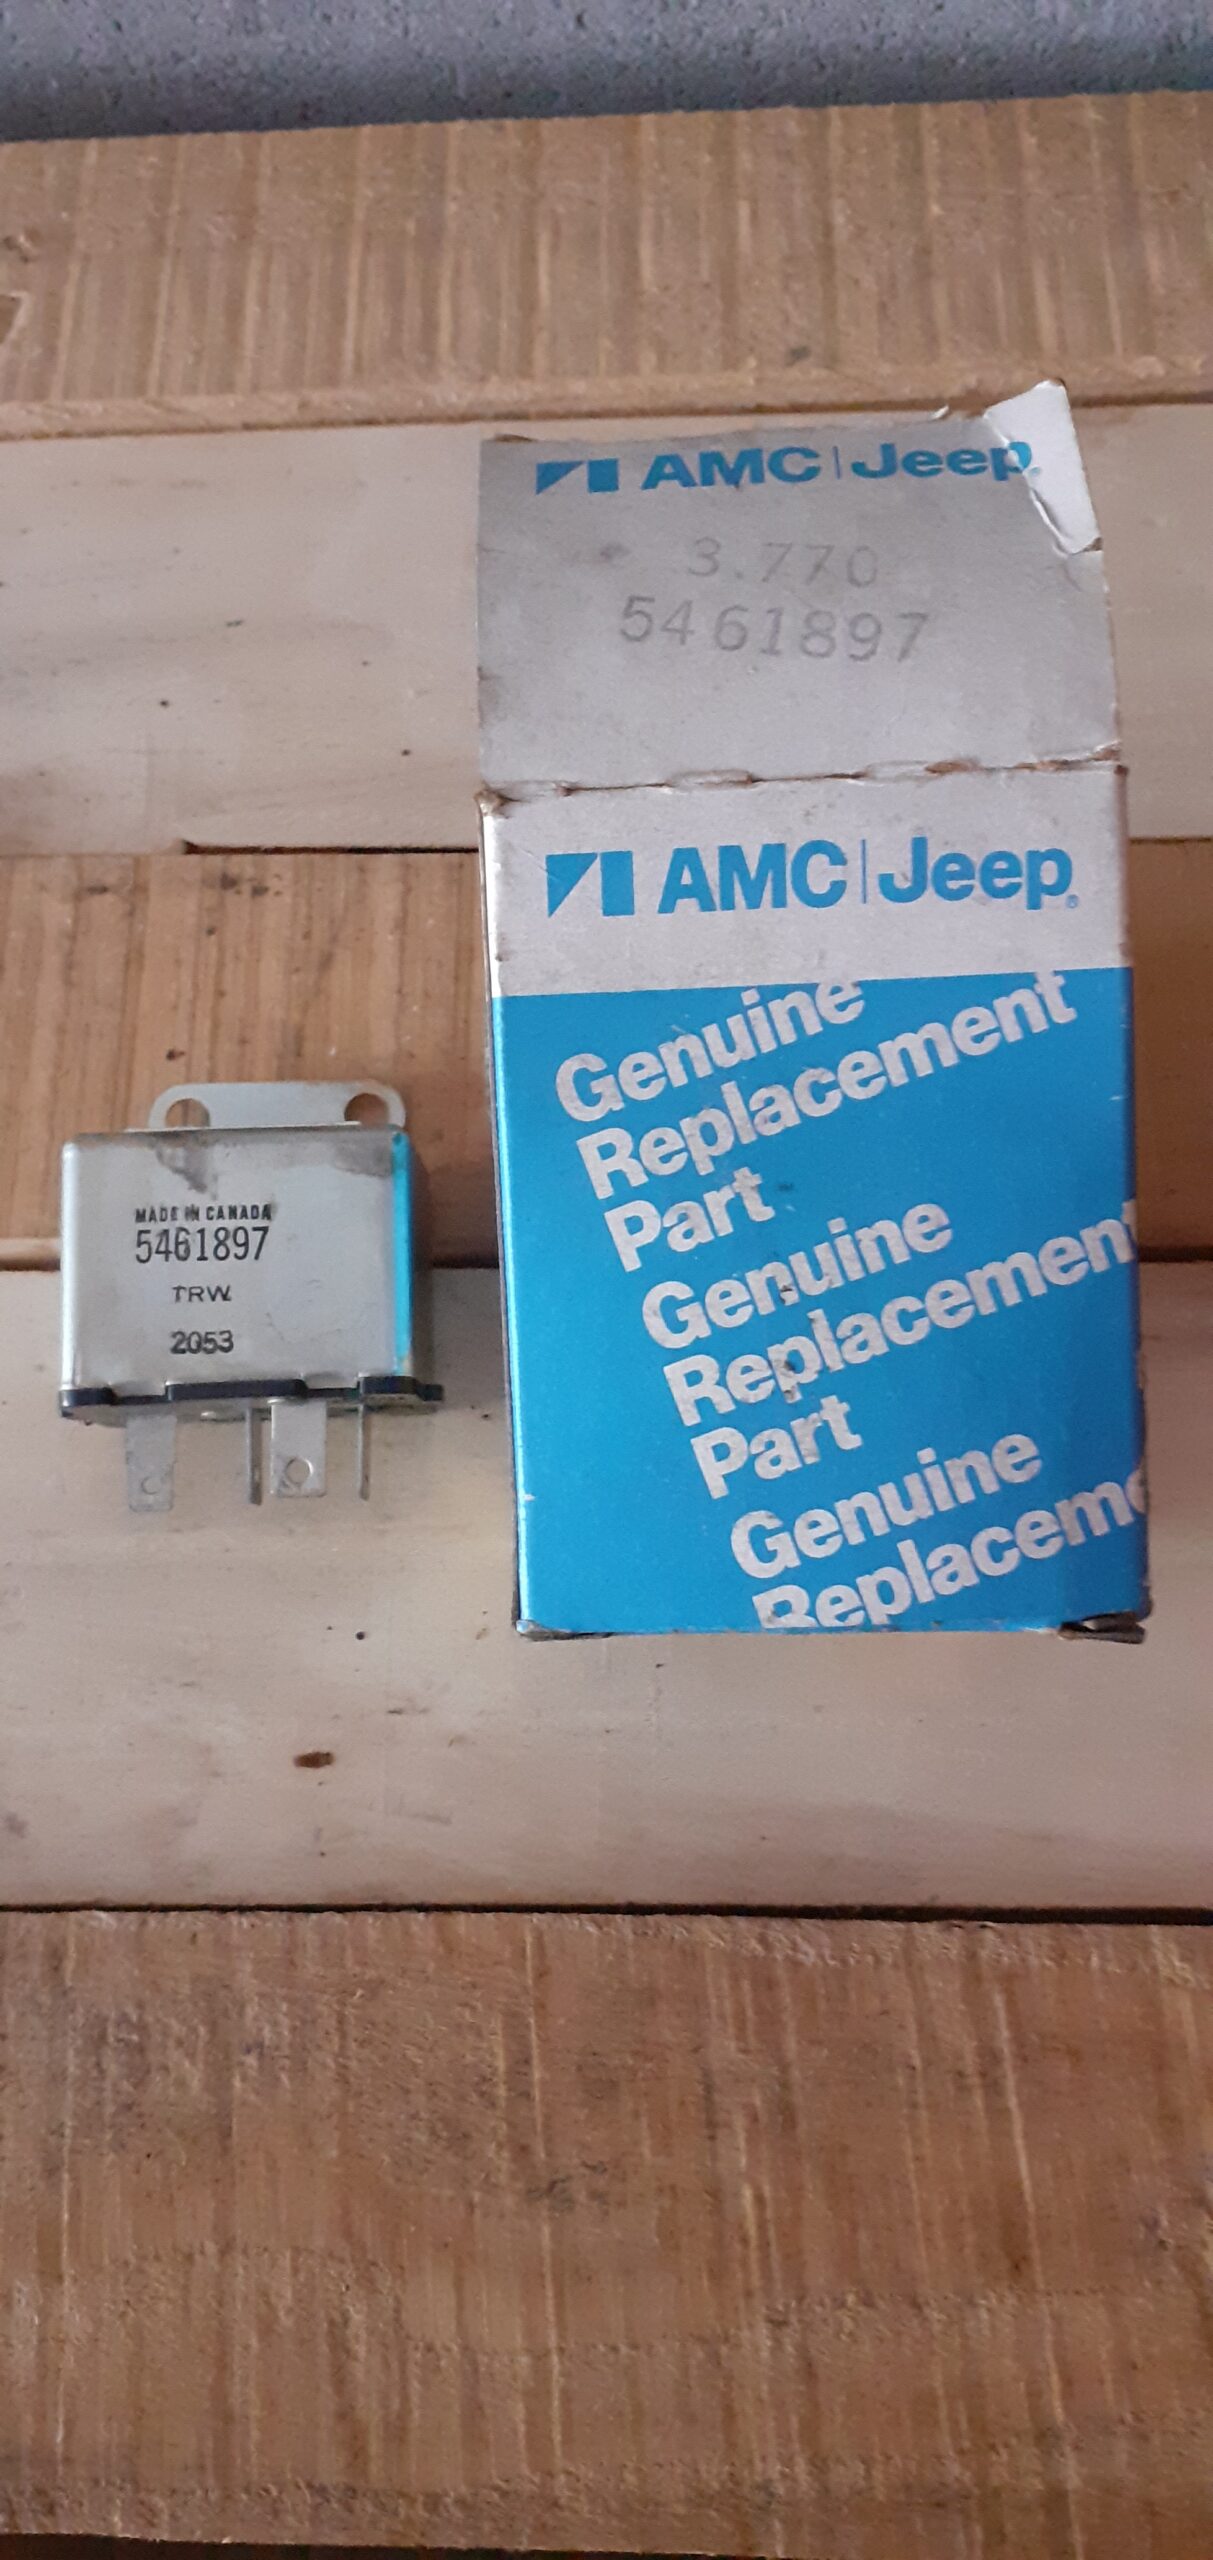 AMC|Jeep®
3.770
5461897
AMC|Jeep®
Genuine
Replacement
Part
Genuine
Replacement
Part
Genuine
Replaceme
MADE IN CANADA
5461897
TRW
2053